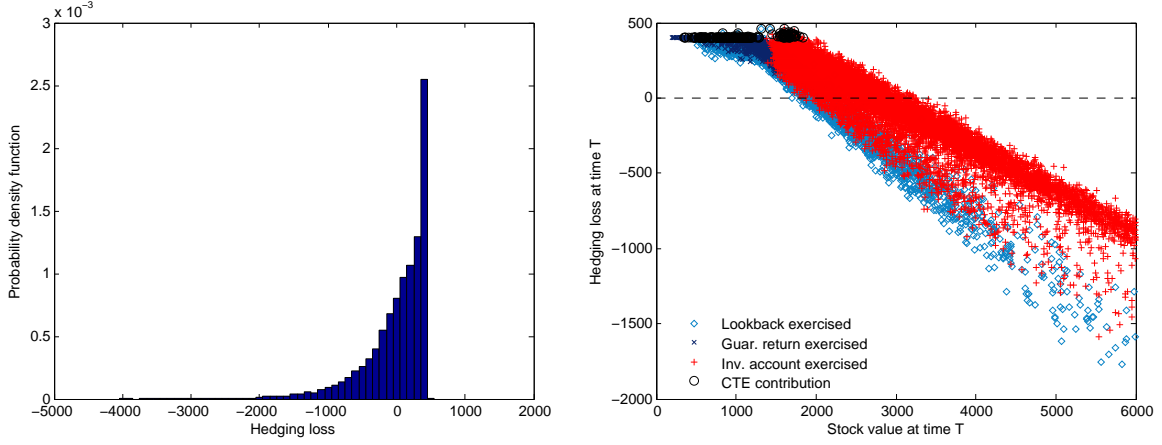 x 10⁻³
3
2.5
2
1.5
1
0.5
0
−5000 −4000 −3000 −2000 −1000 0 1000 2000
Hedging loss
Probability density function
500
0
−500
−1000
−1500
−2000
0 1000 2000 3000 4000 5000 6000
Stock value at time T
Hedging loss at time T
Lookback exercised
Guar. return exercised
Inv. account exercised
CTE contribution